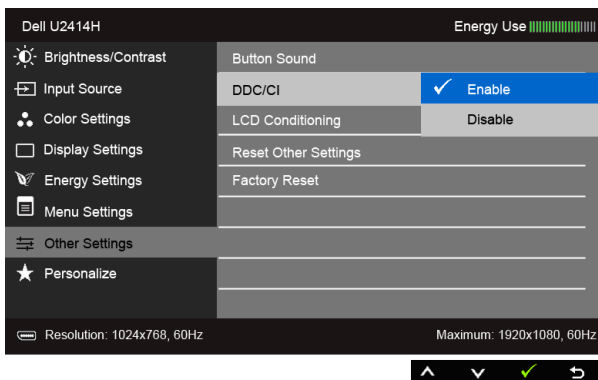 Dell U2414H Energy Use
Brightness/Contrast Button Sound
Input Source DDC/CI Enable
Color Settings LCD Conditioning Disable
Display Settings Reset Other Settings
Energy Settings Factory Reset
Menu Settings
Other Settings
Personalize
Resolution: 1024x768, 60Hz Maximum: 1920x1080, 60Hz